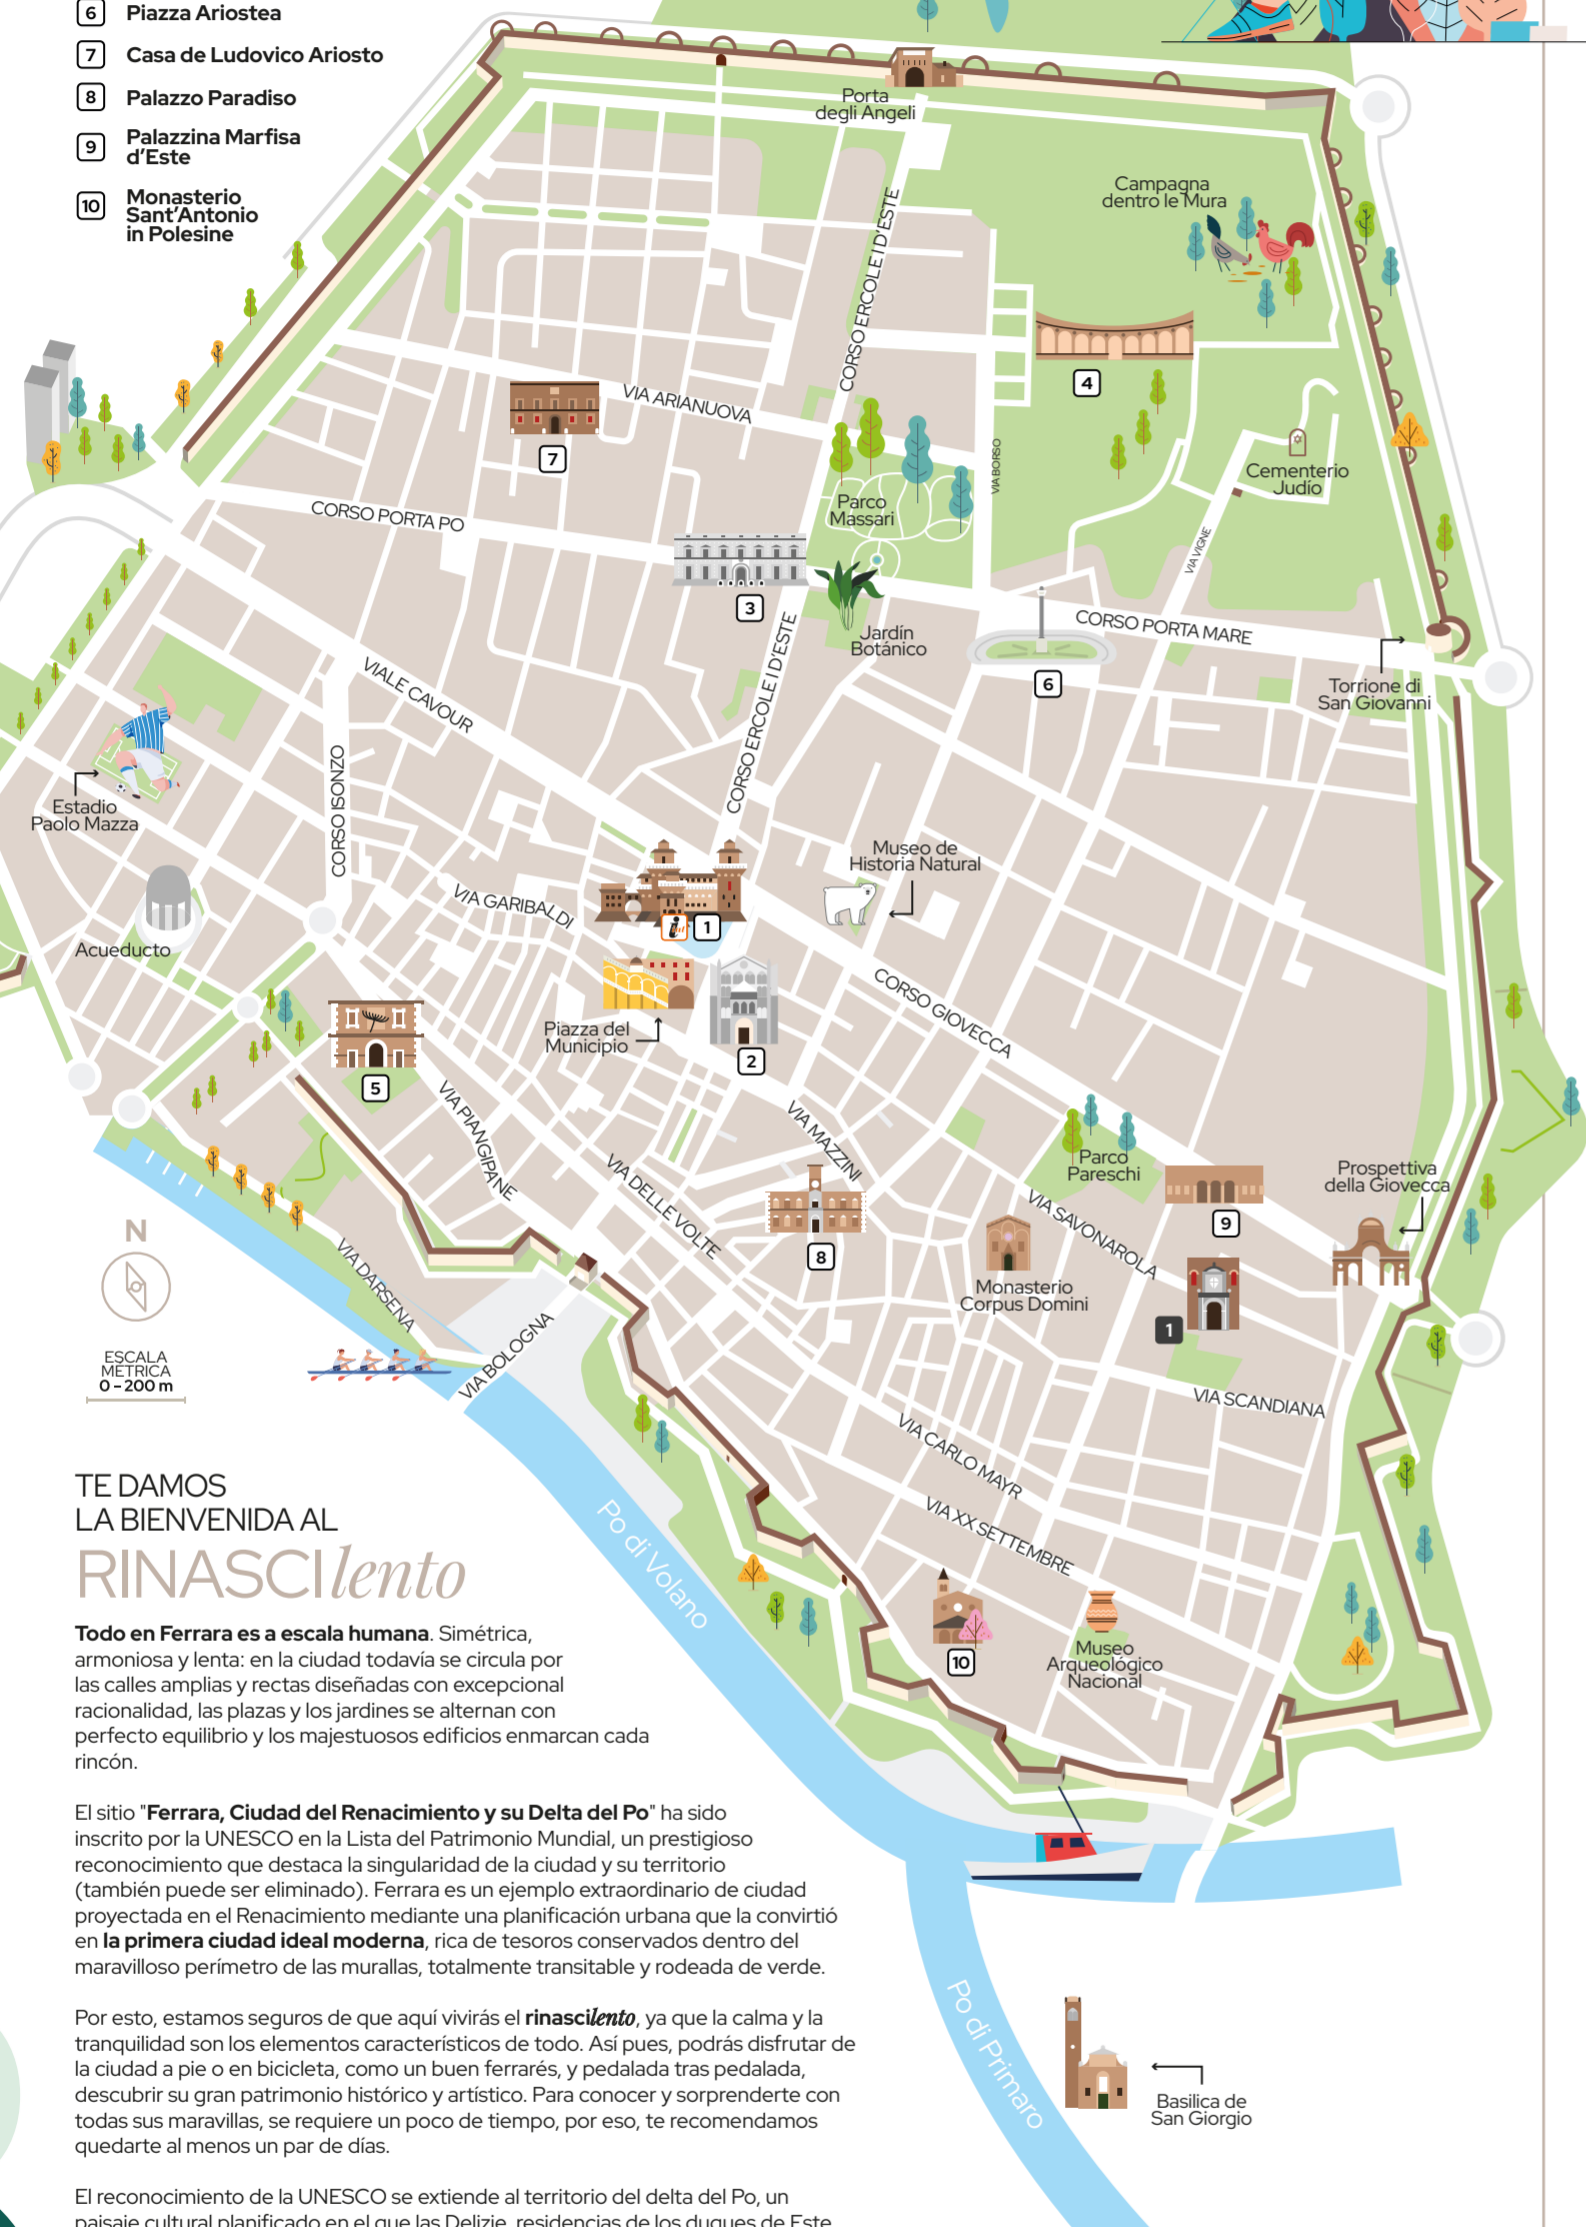 6 Piazza Ariostea
7 Casa de Ludovico Ariosto
8 Palazzo Paradiso
9 Palazzina Marfisa
d'Este
10 Monasterio
Sant'Antonio
in Polesine
Porta
degli Angeli
Campagna
dentro le Mura
CORSO ERCOLE I D'ESTE
4
VIA ARIANUOVA
7
VIA BORSO
Cementerio
Judío
Parco
Massari
CORSO PORTA PO
VIA VIGNE
3
Jardín
Botánico
CORSO PORTA MARE
6
Torrione di
San Giovanni
VIALE CAVOUR
CORSO ERCOLE I D'ESTE
CORSO ISONZO
Estadio
Paolo Mazza
Museo de
Historia Natural
VIA GARIBALDI
i
1
Acueducto
CORSO GIOVECCA
Piazza del
Municipio
2
5
VIA PIANGIPANE
VIA MAZZINI
Parco
Pareschi
Prospettiva
della Giovecca
VIA DELLE VOLTE
VIA SAVONAROLA
9
8
N
VIA DARSENA
Monasterio
Corpus Domini
1
VIA BOLOGNA
ESCALA
MÉTRICA
0 – 200 m
VIA SCANDIANA
VIA CARLO MAYR
VIA XX SETTEMBRE
Po di Volano
10
Museo
Arqueológico
Nacional
TE DAMOS
LA BIENVENIDA AL
RINASCIlento
Todo en Ferrara es a escala humana. Simétrica,
armoniosa y lenta: en la ciudad todavía se circula por
las calles amplias y rectas diseñadas con excepcional
racionalidad, las plazas y los jardines se alternan con
perfecto equilibrio y los majestuosos edificios enmarcan cada
rincón.
El sitio "Ferrara, Ciudad del Renacimiento y su Delta del Po" ha sido
inscrito por la UNESCO en la Lista del Patrimonio Mundial, un prestigioso
reconocimiento que destaca la singularidad de la ciudad y su territorio
(también puede ser eliminado). Ferrara es un ejemplo extraordinario de ciudad
proyectada en el Renacimiento mediante una planificación urbana que la convirtió
en la primera ciudad ideal moderna, rica de tesoros conservados dentro del
maravilloso perímetro de las murallas, totalmente transitable y rodeada de verde.
Por esto, estamos seguros de que aquí vivirás el rinascilento, ya que la calma y la
tranquilidad son los elementos característicos de todo. Así pues, podrás disfrutar de
la ciudad a pie o en bicicleta, como un buen ferrarés, y pedalada tras pedalada,
descubrir su gran patrimonio histórico y artístico. Para conocer y sorprenderte con
todas sus maravillas, se requiere un poco de tiempo, por eso, te recomendamos
quedarte al menos un par de días.
Po di Primaro
Basilica de
San Giorgio
El reconocimiento de la UNESCO se extiende al territorio del delta del Po, un
paisaje cultural planificado en el que las Delizie, residencias de los duques de Este